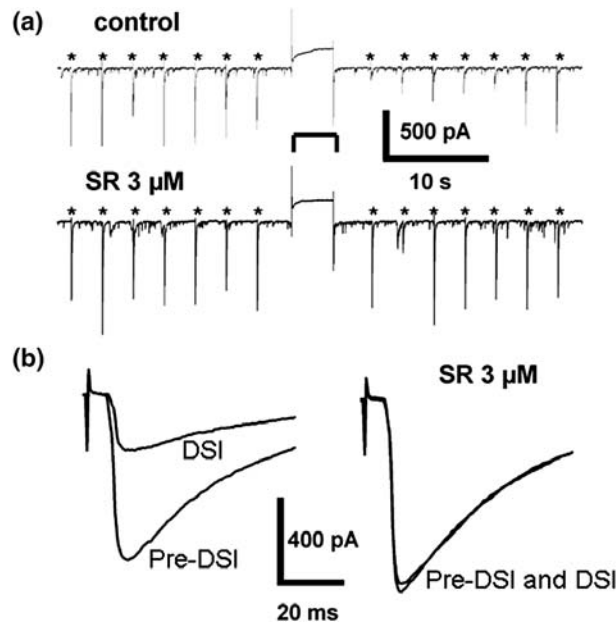 (a) control
* * * * * * * * * * * * * *
500 pA
10 s
SR 3 µM
* * * * * * * * * * * * * *
(b)
SR 3 µM
DSI
Pre-DSI
400 pA
20 ms
Pre-DSI and DSI